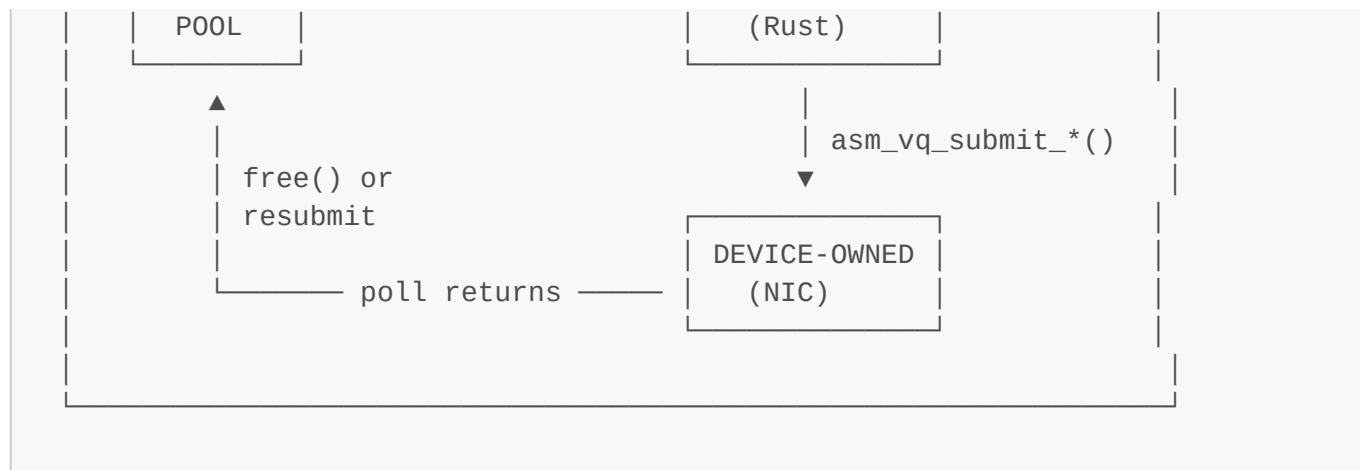 POOL (Rust)
asm_vq_submit_*()
free() or
resubmit
DEVICE-OWNED
poll returns (NIC)